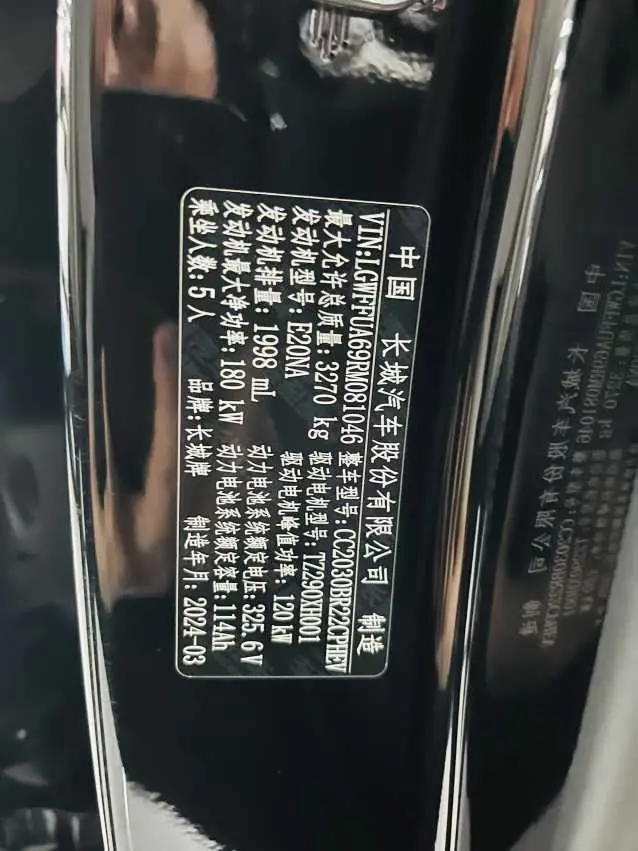 中国 长城汽车股份有限公司 制造
VIN:LGWFFUA69RM081046 整车型号:CC2030BR22CPHEV
最大允许总质量:3270 kg 驱动电机型号:TZ290XH001
发动机型号:E20NA 驱动电机峰值功率:120 kW
发动机排量:1998 mL 动力电池系统额定电压:325.6 V
发动机最大净功率:180 kW 动力电池系统额定容量:114Ah
乘坐人数:5人 品牌:长城牌 制造年月:2024-03